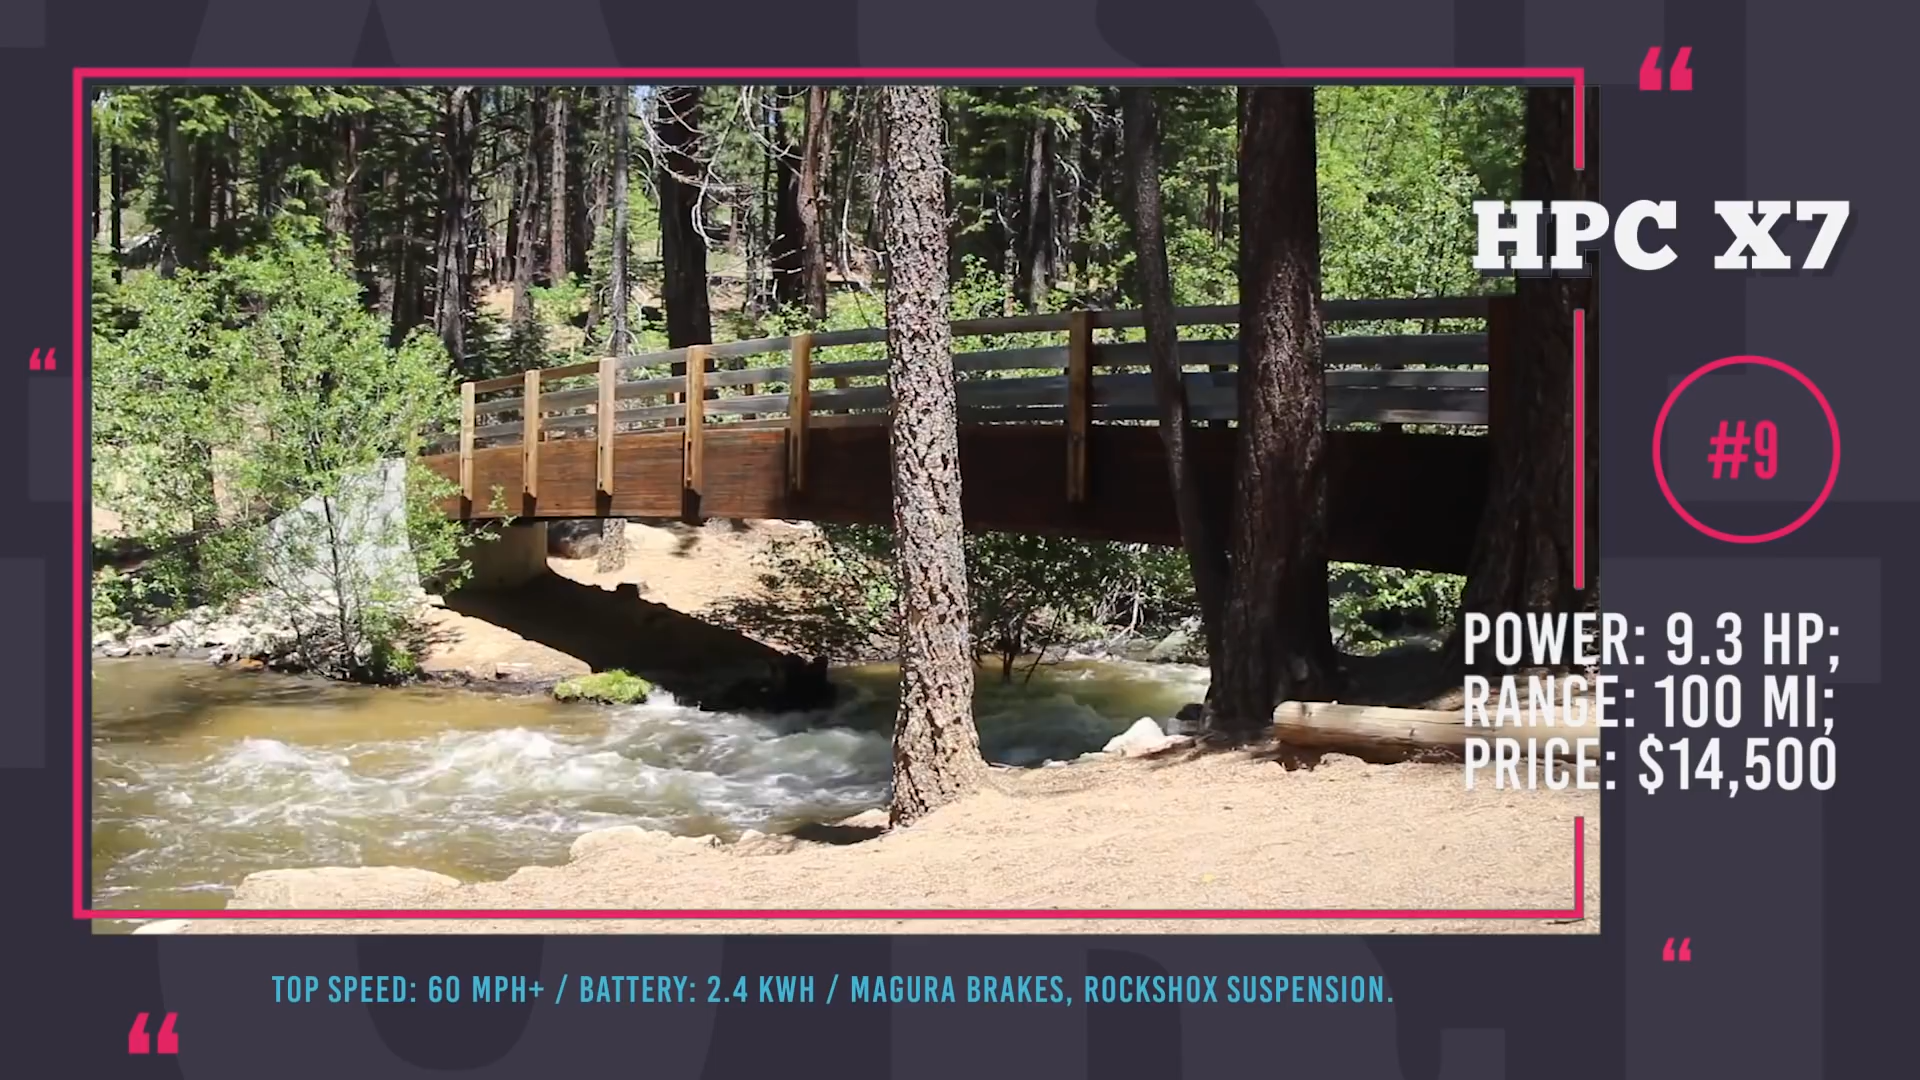 HPC X7
#9
POWER: 9.3 HP;
RANGE: 100 MI;
PRICE: $14,500
TOP SPEED: 60 MPH+ / BATTERY: 2.4 KWH / MAGURA BRAKES, ROCKSHOX SUSPENSION.